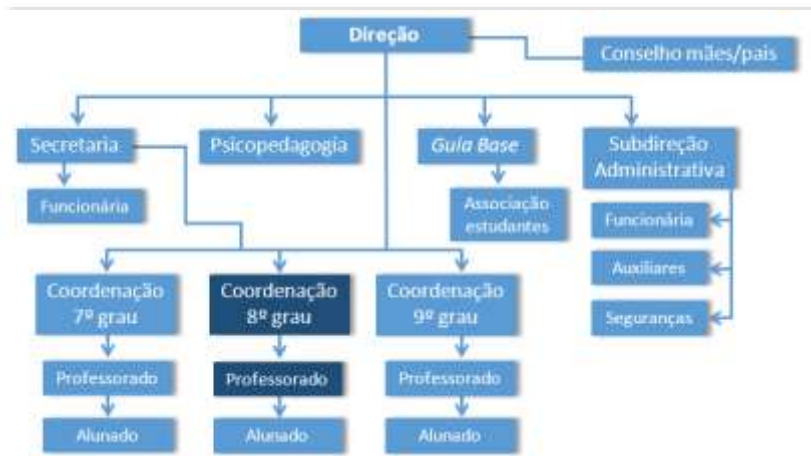 Direção
Conselho mães/pais
Secretaria
Psicopedagogia
Guía Base
Subdireção
Administrativa
Funcionária
Associação
estudantes
Funcionária
Auxiliares
Seguranças
Coordenação
7º grau
Coordenação
8º grau
Coordenação
9º grau
Professorado
Professorado
Professorado
Alunado
Alunado
Alunado